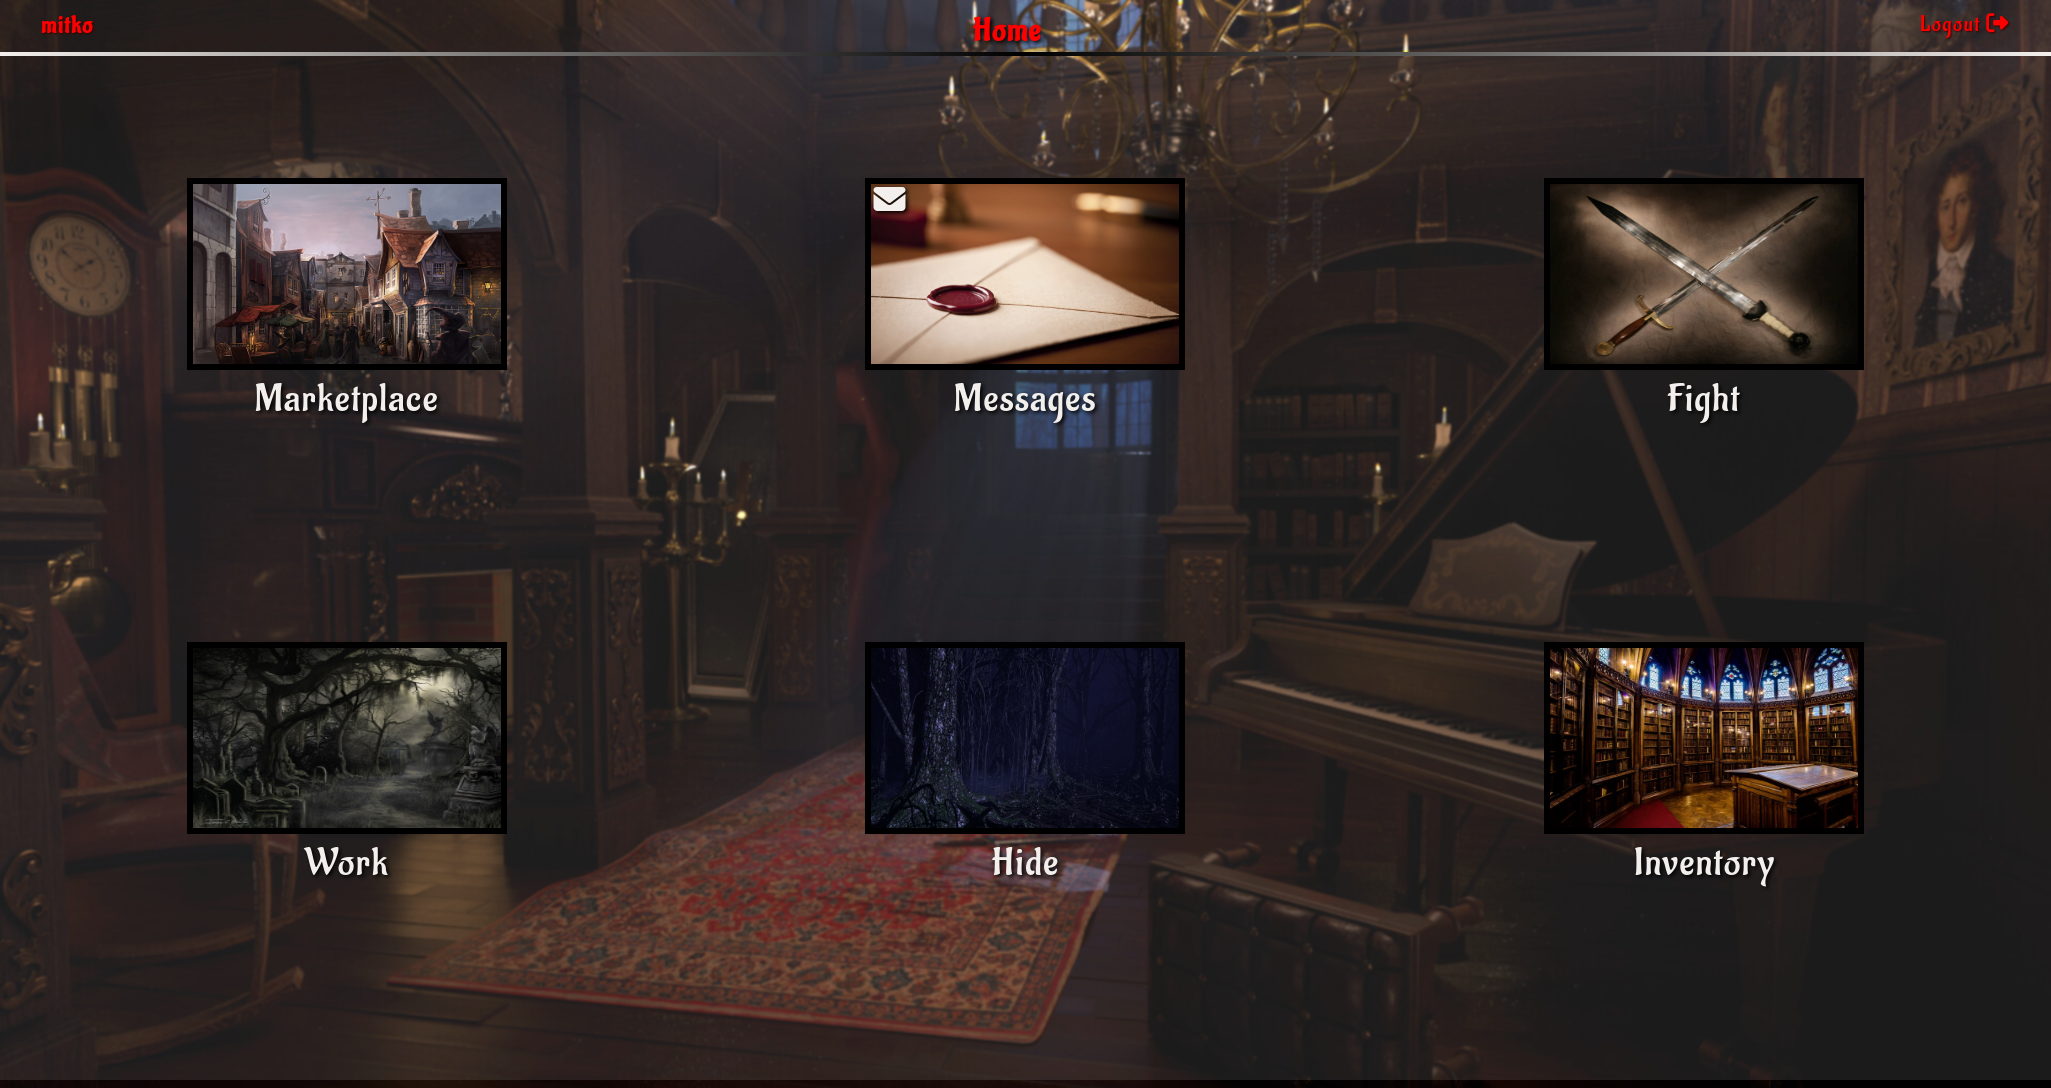 mitko
Home
Logout
Marketplace
Messages
Fight
Work
Hide
Inventory